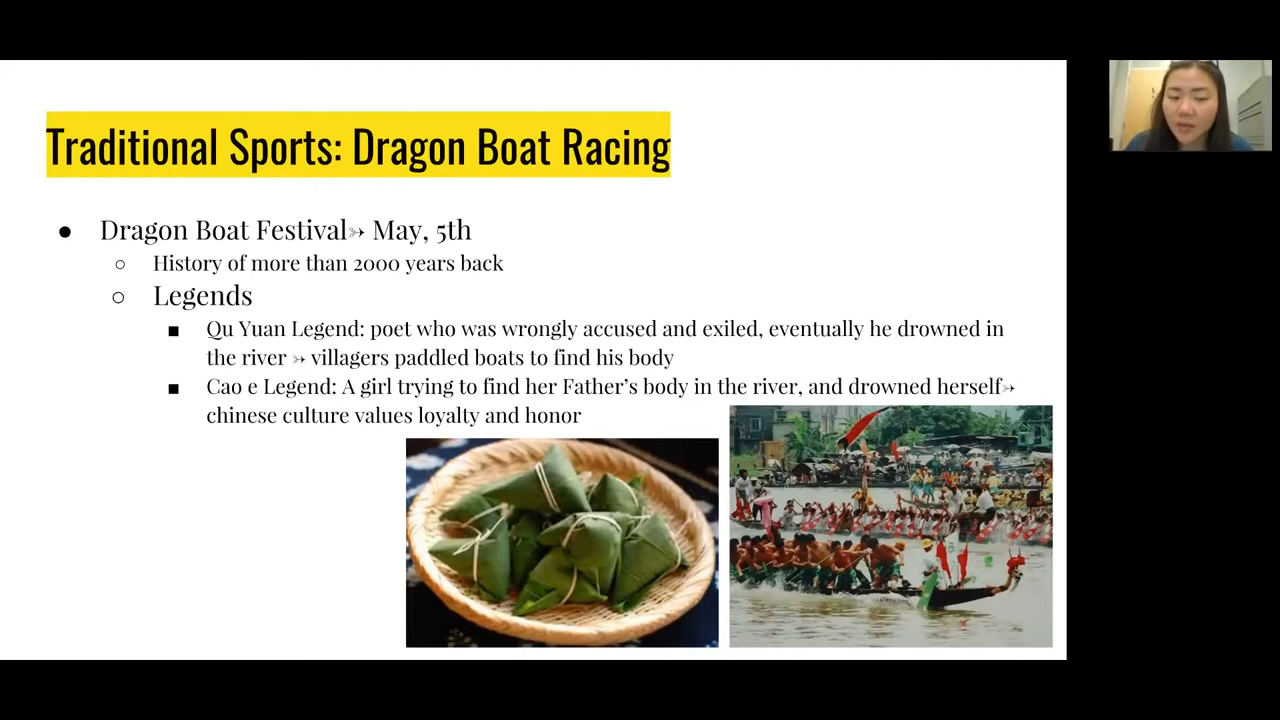 Traditional Sports: Dragon Boat Racing
● Dragon Boat Festival➳ May, 5th
○ History of more than 2000 years back
○ Legends
■ Qu Yuan Legend: poet who was wrongly accused and exiled, eventually he drowned in
the river ➳ villagers paddled boats to find his body
■ Cao e Legend: A girl trying to find her Father's body in the river, and drowned herself➳
chinese culture values loyalty and honor